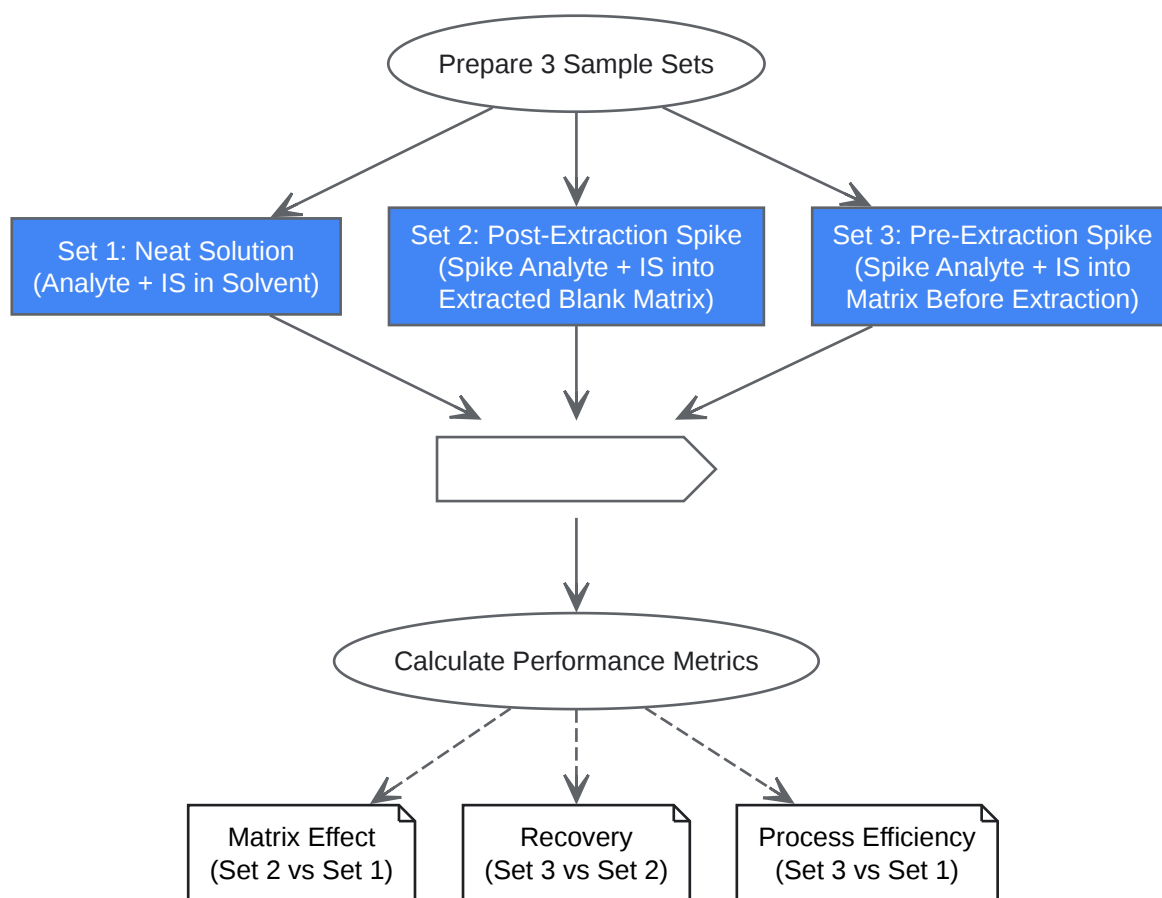 Prepare 3 Sample Sets
Set 1: Neat Solution
(Analyte + IS in Solvent)
Set 2: Post-Extraction Spike
(Spike Analyte + IS into
Extracted Blank Matrix)
Set 3: Pre-Extraction Spike
(Spike Analyte + IS into
Matrix Before Extraction)
Calculate Performance Metrics
Matrix Effect
(Set 2 vs Set 1)
Recovery
(Set 3 vs Set 2)
Process Efficiency
(Set 3 vs Set 1)